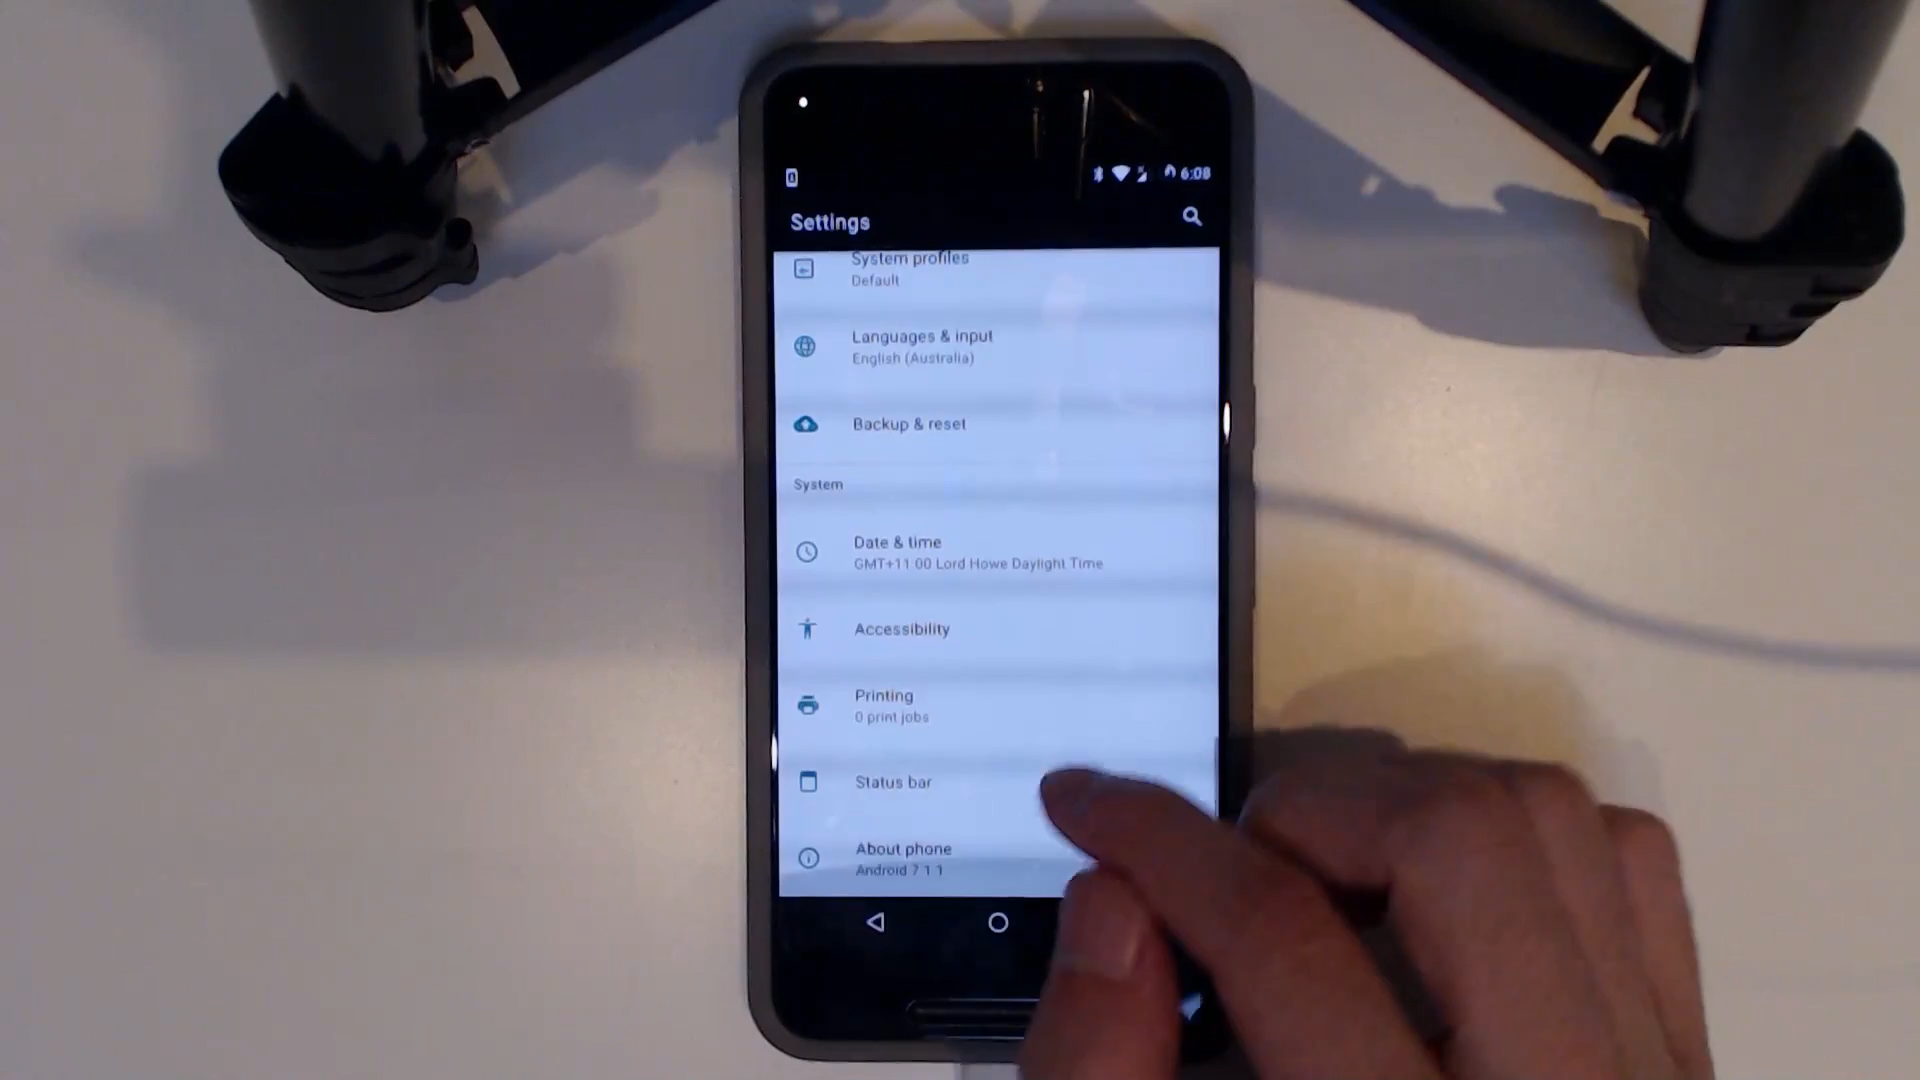 6:08
Settings
System profiles
Default
Languages & input
English (Australia)
Backup & reset
System
Date & time
GMT+11:00 Lord Howe Daylight Time
Accessibility
Printing
0 print jobs
Status bar
About phone
Android 7.1.1